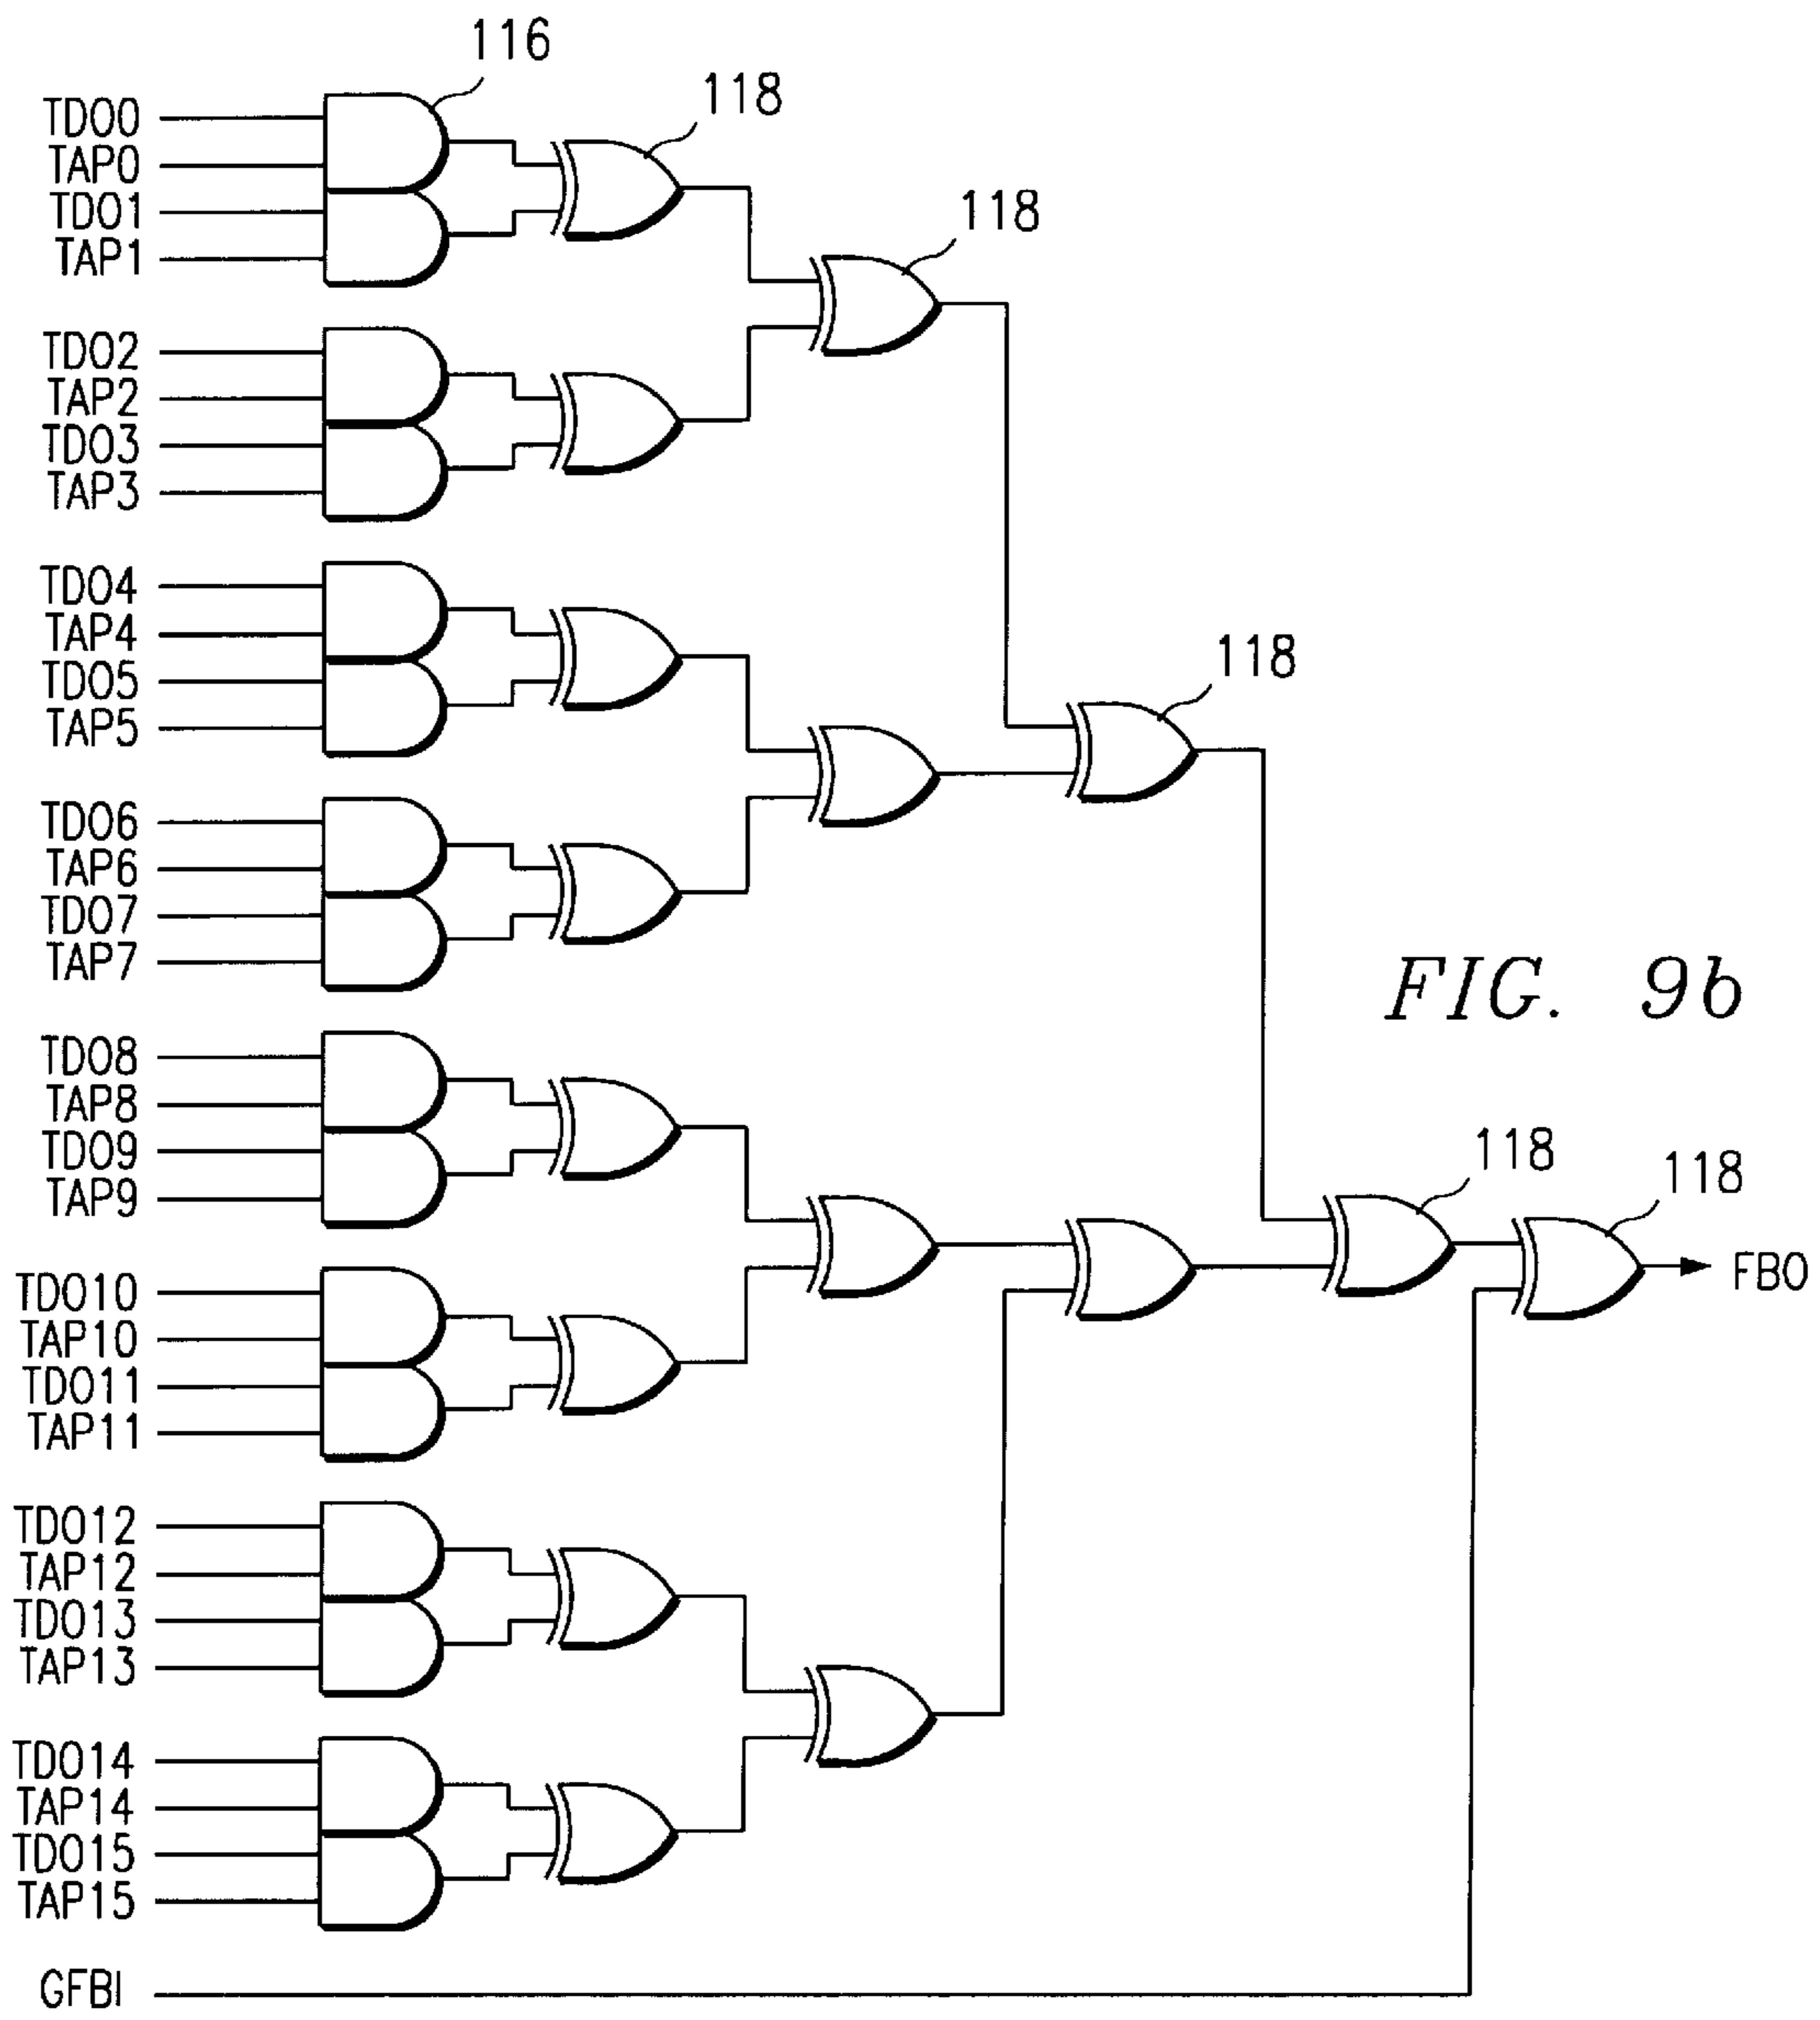 116
118
TDO0
TAP0
TDO1
TAP1
118
TDO2
TAP2
TDO3
TAP3
TDO4
TAP4
118
TDO5
TAP5
TDO6
TAP6
TDO7
TAP7
FIG. 9b
TDO8
TAP8
TDO9
TAP9
118
118
FBO
TDO10
TAP10
TDO11
TAP11
TDO12
TAP12
TDO13
TAP13
TDO14
TAP14
TDO15
TAP15
GFBI